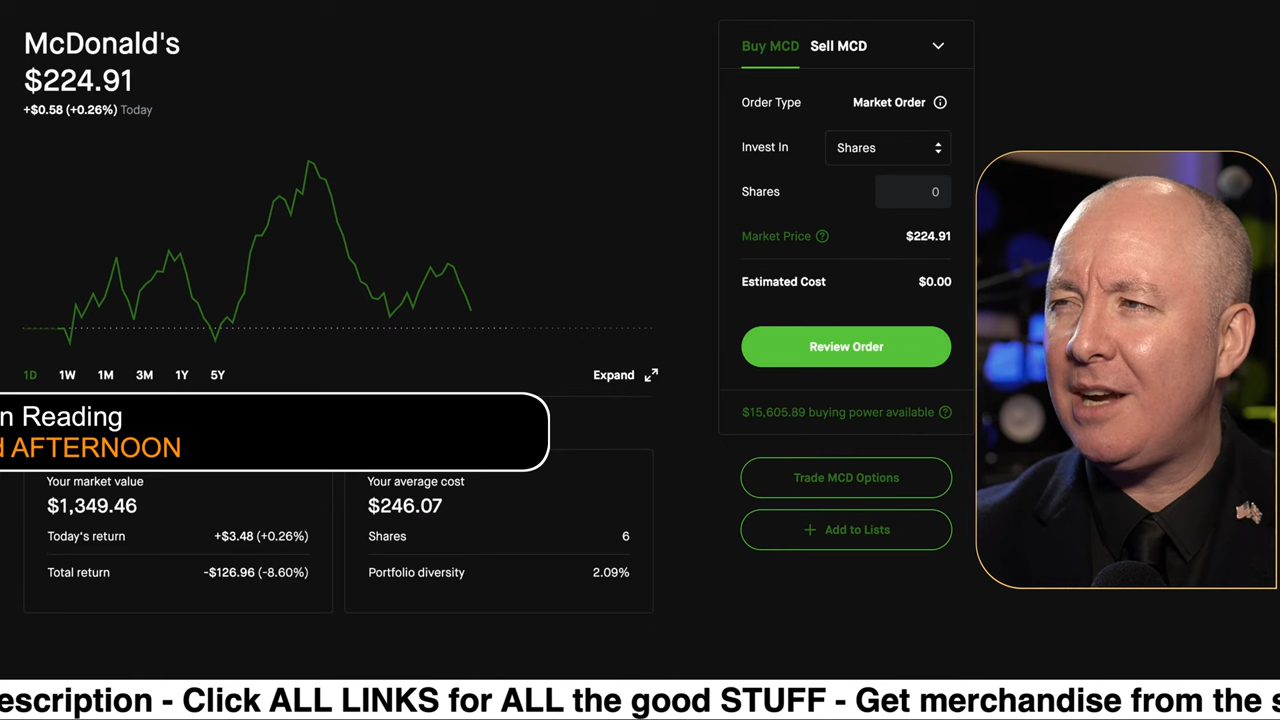 McDonald's
$224.91
+$0.58 (+0.26%) Today
1D 1W 1M 3M 1Y 5Y
Expand
n Reading
d AFTERNOON
Your market value
$1,349.46
Today's return +$3.48 (+0.26%)
Total return -$126.96 (-8.60%)
Your average cost
$246.07
Shares 6
Portfolio diversity 2.09%
Buy MCD Sell MCD
Order Type Market Order
Invest In Shares
Shares 0
Market Price $224.91
Estimated Cost $0.00
Review Order
$15,605.89 buying power available
Trade MCD Options
+ Add to Lists
escription - Click ALL LINKS for ALL the good STUFF - Get merchandise from the s